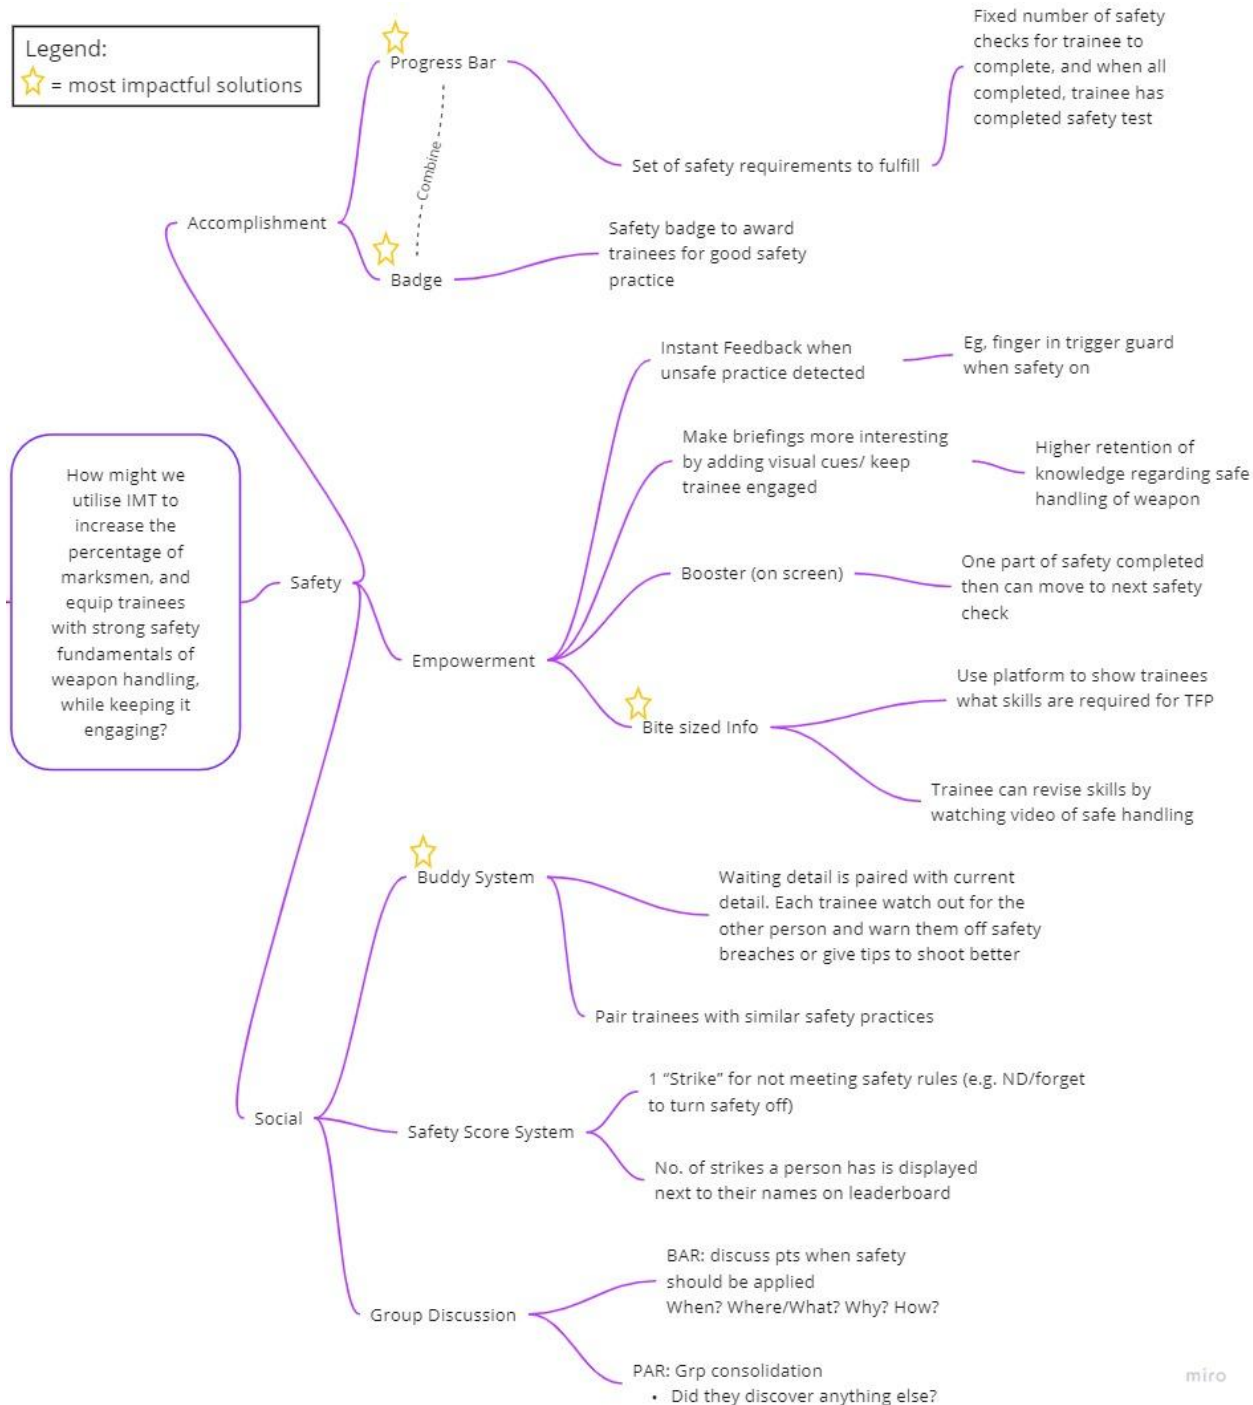 Legend:
= most impactful solutions
Progress Bar
Combine
Fixed number of safety
checks for trainee to
complete, and when all
completed, trainee has
completed safety test
Set of safety requirements to fulfill
Accomplishment
Badge
Safety badge to award
trainees for good safety
practice
How might we
utilise IMT to
increase the
percentage of
marksmen, and
equip trainees
with strong safety
fundamentals of
weapon handling,
while keeping it
engaging?
Safety
Empowerment
Instant Feedback when
unsafe practice detected
Eg, finger in trigger guard
when safety on
Make briefings more interesting
by adding visual cues/ keep
trainee engaged
Higher retention of
knowledge regarding safe
handling of weapon
Booster (on screen)
One part of safety completed
then can move to next safety
check
Bite sized Info
Use platform to show trainees
what skills are required for TFP
Trainee can revise skills by
watching video of safe handling
Social
Buddy System
Waiting detail is paired with current
detail. Each trainee watch out for the
other person and warn them off safety
breaches or give tips to shoot better
Pair trainees with similar safety practices
Safety Score System
1 “Strike” for not meeting safety rules (e.g. ND/forget
to turn safety off)
No. of strikes a person has is displayed
next to their names on leaderboard
Group Discussion
BAR: discuss pts when safety
should be applied
When? Where/What? Why? How?
PAR: Grp consolidation
• Did they discover anything else?
miro